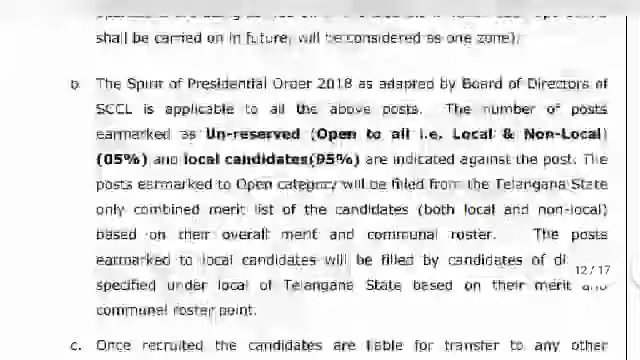 shall be carried on in future, will be considered as one zone).
b. The Spirit of Presidential Order 2018 as adapted by Board of Directors of
SCCL is applicable to all the above posts. The number of posts
earmarked as Un-reserved (Open to all i.e. Local & Non-Local)
(05%) and local candidates(95%) are indicated against the post. The
posts earmarked to Open category will be filled from the Telangana State
only combined merit list of the candidates (both local and non-local)
based on their overall merit and communal roster. The posts
earmarked to local candidates will be filled by candidates of di
12/17
specified under local of Telangana State based on their merit and
communal roster point.
c. Once recruited the candidates are liable for transfer to any other